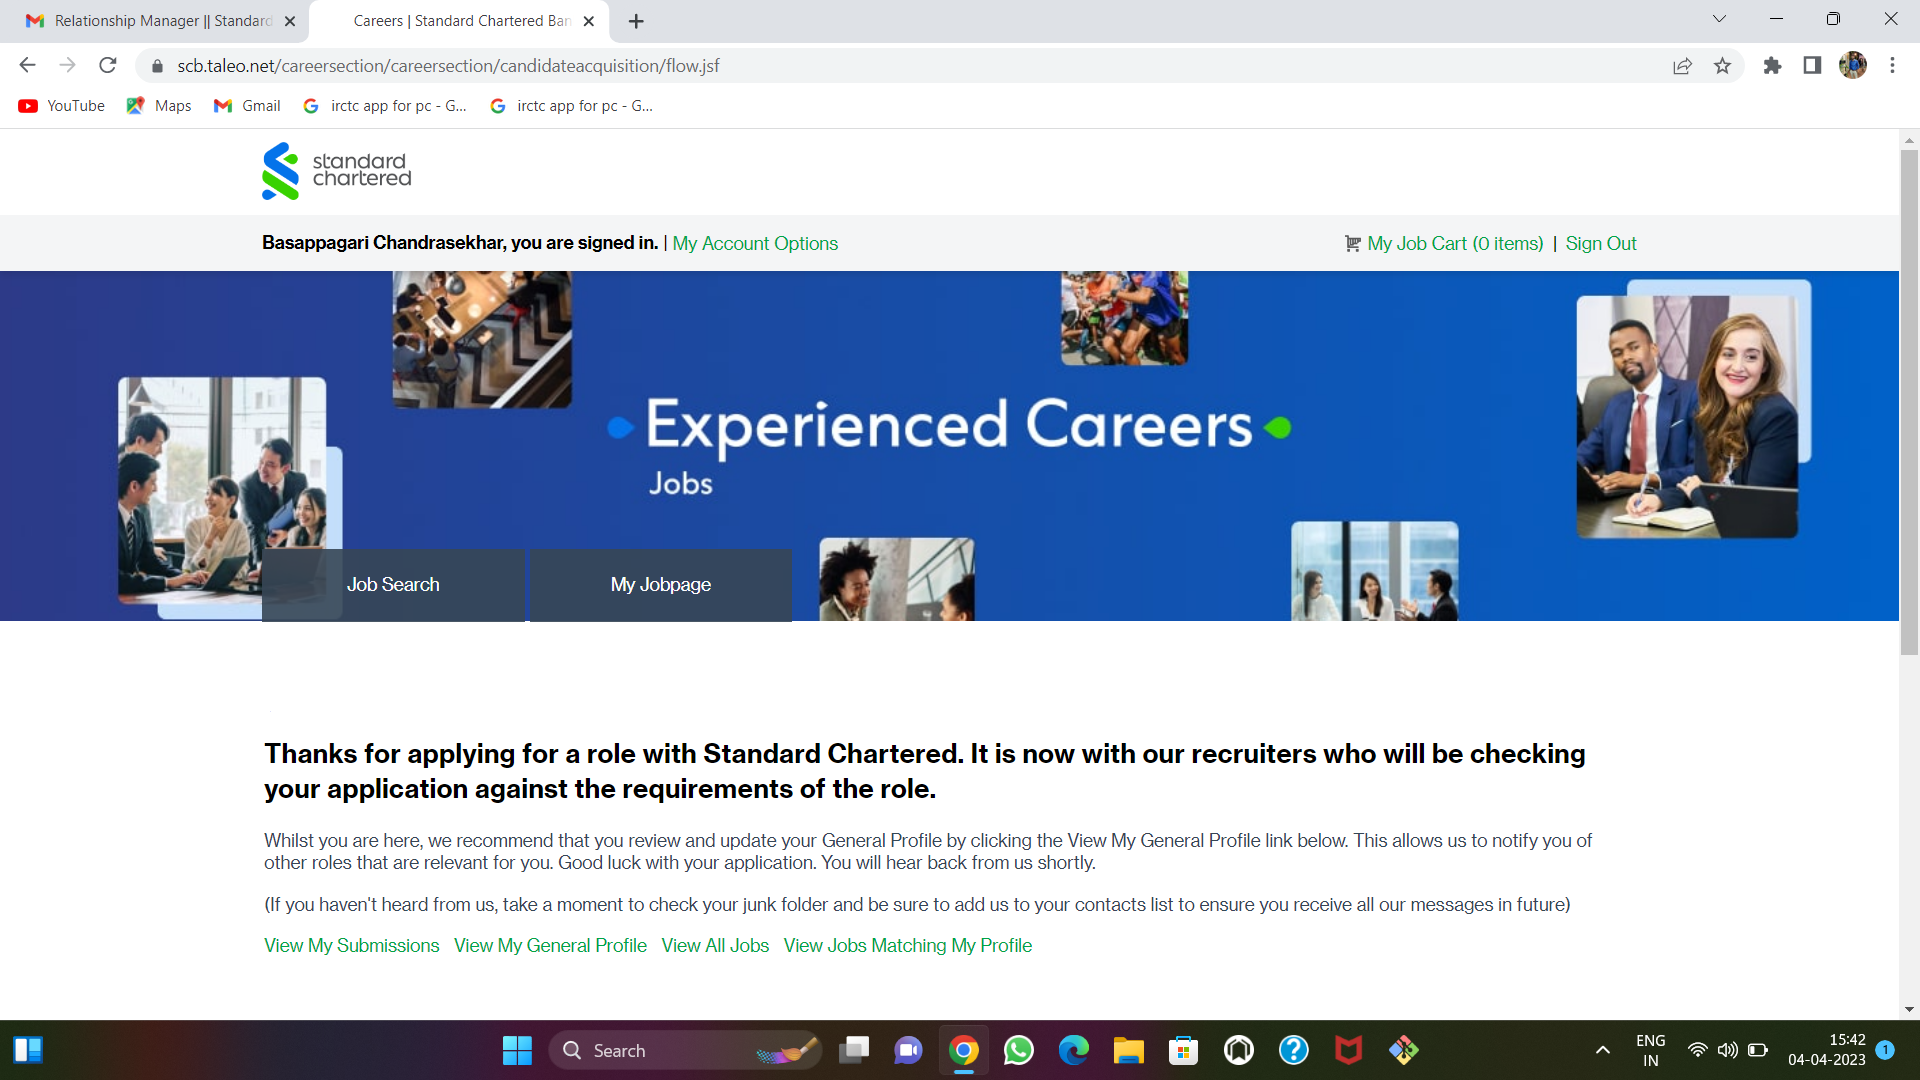 Relationship Manager || Standard
Careers | Standard Chartered Ban
scb.taleo.net/careersection/careersection/candidateacquisition/flow.jsf
YouTube
Maps
Gmail
irctc app for pc - G...
irctc app for pc - G...
standard
chartered
Basappagari Chandrasekhar, you are signed in. | My Account Options
My Job Cart (0 items) | Sign Out
Experienced Careers
Jobs
Job Search
My Jobpage
Thanks for applying for a role with Standard Chartered. It is now with our recruiters who will be checking
your application against the requirements of the role.
Whilst you are here, we recommend that you review and update your General Profile by clicking the View My General Profile link below. This allows us to notify you of
other roles that are relevant for you. Good luck with your application. You will hear back from us shortly.
(If you haven't heard from us, take a moment to check your junk folder and be sure to add us to your contacts list to ensure you receive all our messages in future)
View My Submissions View My General Profile View All Jobs View Jobs Matching My Profile
Search
ENG
IN
15:42
04-04-2023
1